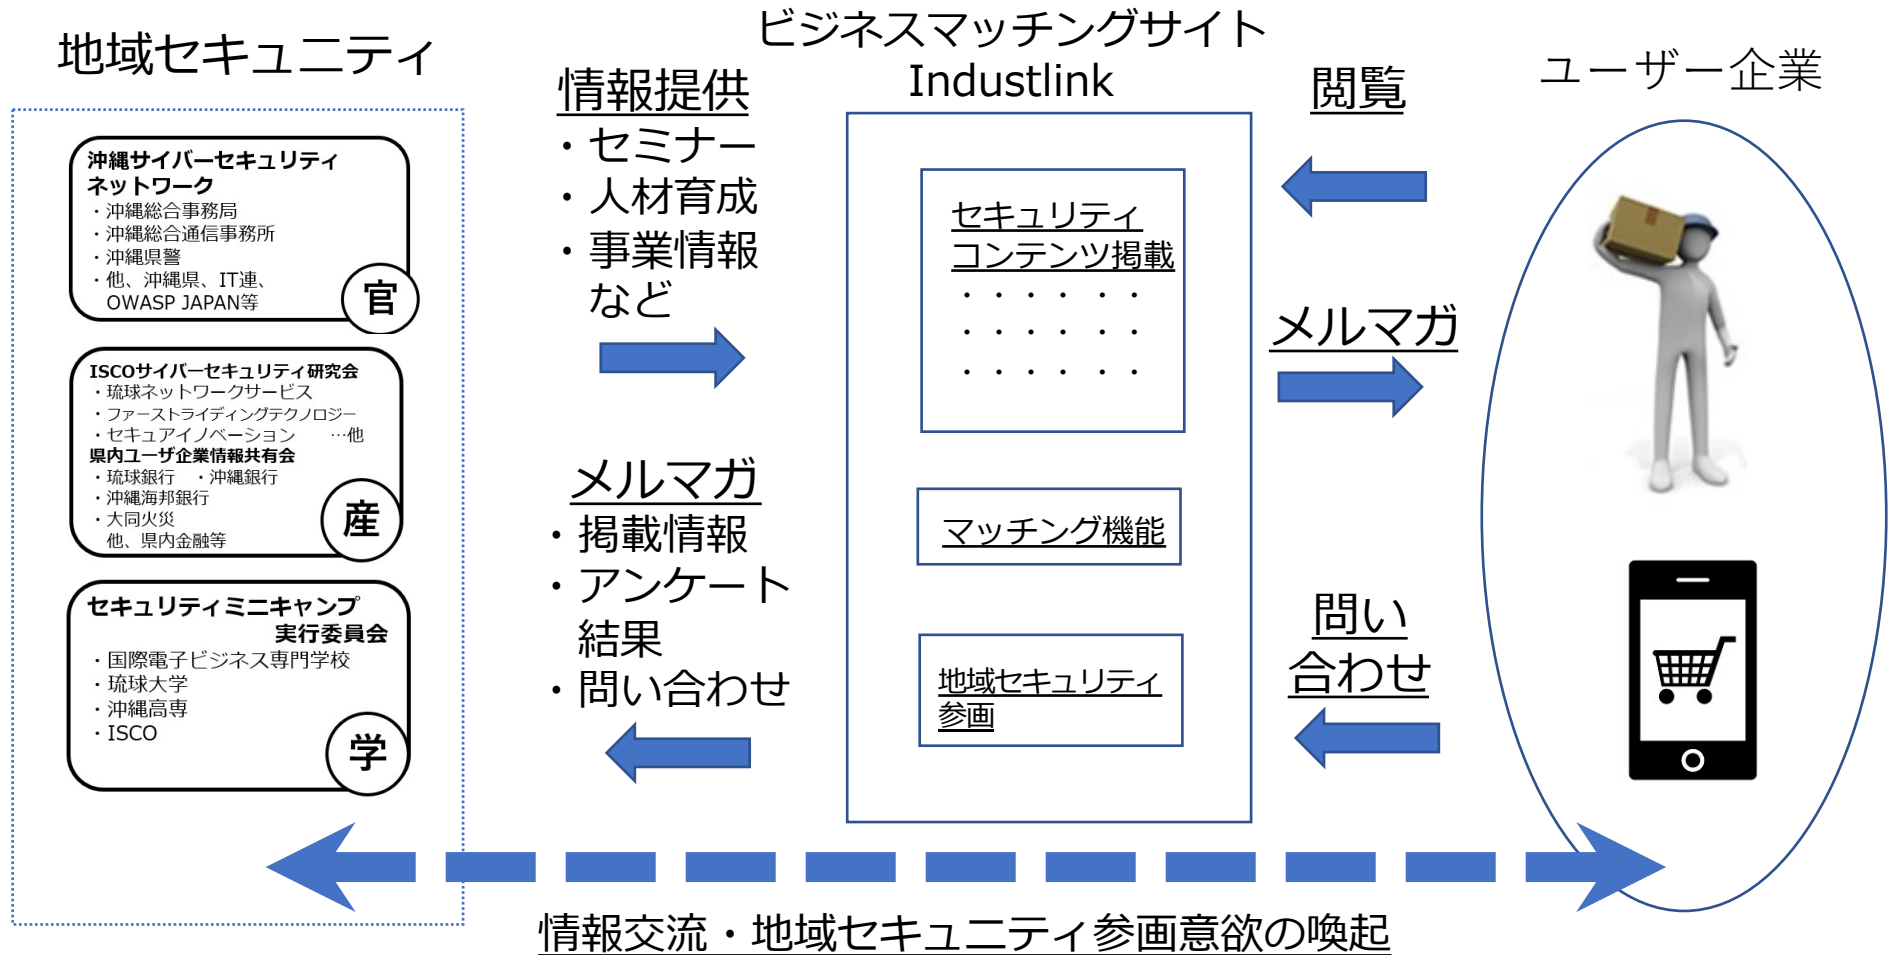 地域セキュニティ
沖縄サイバーセキュリティ
ネットワーク
・沖縄総合事務局
・沖縄総合通信事務所
・沖縄県警
・他、沖縄県、IT連、
OWASP JAPAN等
官
ISCOサイバーセキュリティ研究会
・琉球ネットワークサービス
・ファーストライディングテクノロジー
・セキュアイノベーション …他
県内ユーザ企業情報共有会
・琉球銀行 ・沖縄銀行
・沖縄海邦銀行
・大同火災
他、県内金融等
産
セキュリティミニキャンプ
実行委員会
・国際電子ビジネス専門学校
・琉球大学
・沖縄高専
・ISCO
学
情報提供
・セミナー
・人材育成
・事業情報
など
メルマガ
・掲載情報
・アンケート
結果
・問い合わせ
ビジネスマッチングサイト
Industlink
セキュリティ
コンテンツ掲載
・・・・・・
・・・・・・
・・・・・・
マッチング機能
地域セキュリティ
参画
閲覧
メルマガ
問い
合わせ
ユーザー企業
情報交流・地域セキュニティ参画意欲の喚起